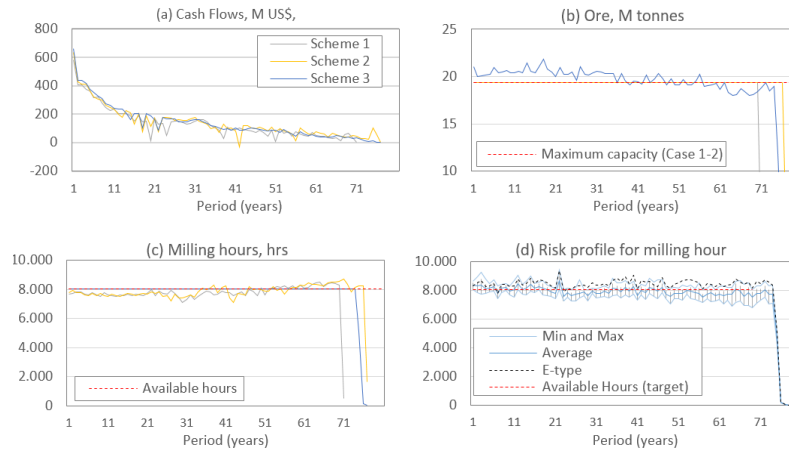 (a) Cash Flows, M US$,
800
600
400
200
0
-200
Scheme 1
Scheme 2
Scheme 3
1 11 21 31 41 51 61 71
Period (years)
(b) Ore, M tonnes
25
20
15
10
Maximum capacity (Case 1-2)
1 11 21 31 41 51 61 71
Period (years)
(c) Milling hours, hrs
10.000
8.000
6.000
4.000
2.000
0
Available hours
1 11 21 31 41 51 61 71
Period (years)
(d) Risk profile for milling hour
10.000
8.000
6.000
4.000
2.000
0
Min and Max
Average
E-type
Available Hours (target)
1 11 21 31 41 51 61 71
Period (years)